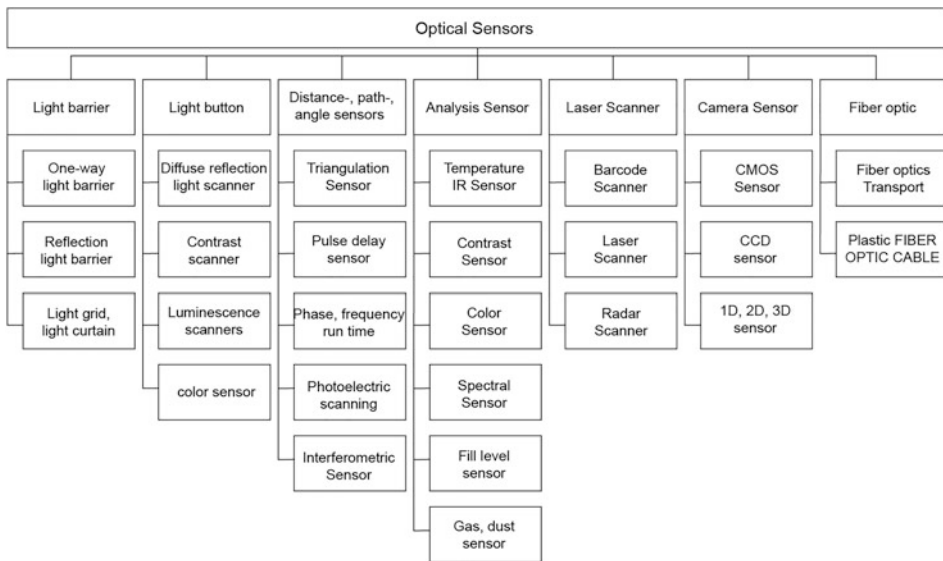 Optical Sensors
Light barrier
One-way
light barrier
Reflection
light barrier
Light grid,
light curtain
Light button
Diffuse reflection
light scanner
Contrast
scanner
Luminescence
scanners
color sensor
Distance-, path-,
angle sensors
Triangulation
Sensor
Pulse delay
sensor
Phase, frequency
run time
Photoelectric
scanning
Interferometric
Sensor
Analysis Sensor
Temperature
IR Sensor
Contrast
Sensor
Color
Sensor
Spectral
Sensor
Fill level
sensor
Gas, dust
sensor
Laser Scanner
Barcode
Scanner
Laser
Scanner
Radar
Scanner
Camera Sensor
CMOS
Sensor
CCD
sensor
1D, 2D, 3D
sensor
Fiber optic
Fiber optics
Transport
Plastic FIBER
OPTIC CABLE